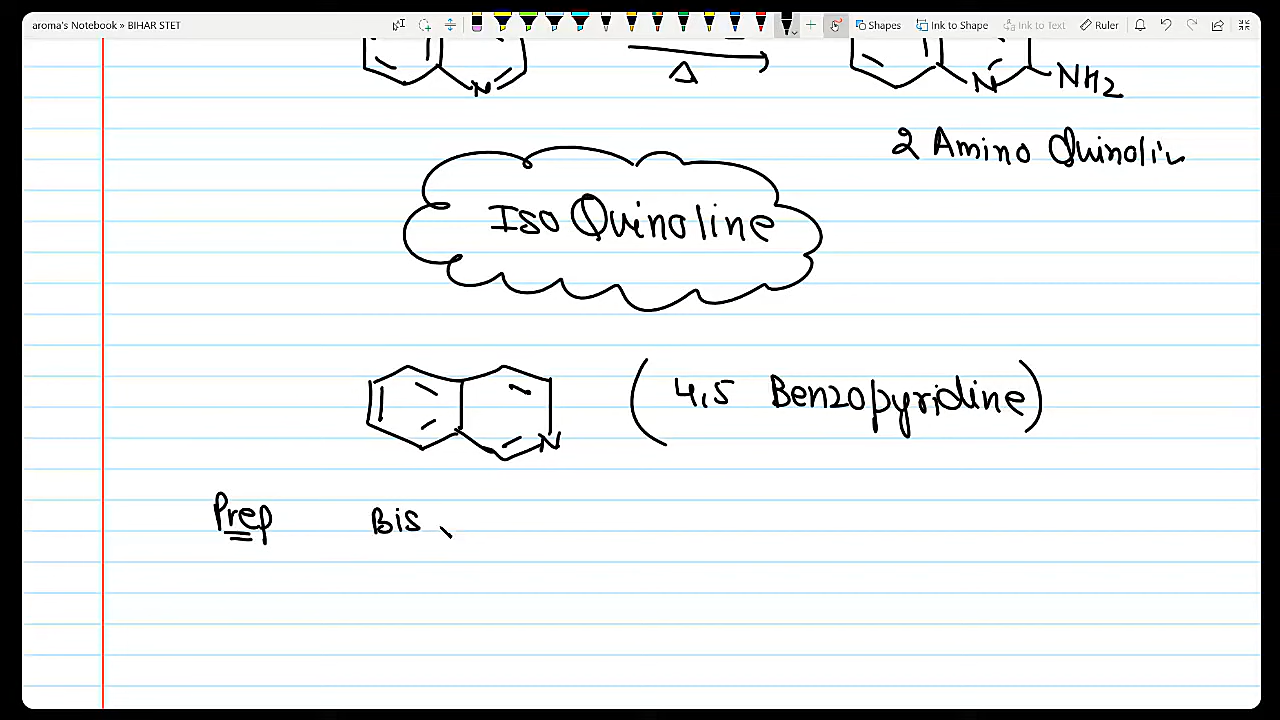 aroma's Notebook » BIHAR STET
Shapes
Ink to Shape
Ink to Text
Ruler
N
Δ
N
NH2
2 Amino Quinolin
Iso Quinoline
N
(4,5 Benzopyridine)
Prep Bis